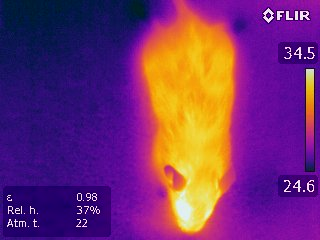 FLIR
34.5
24.6
ε 0.98
Rel. h. 37%
Atm. t. 22